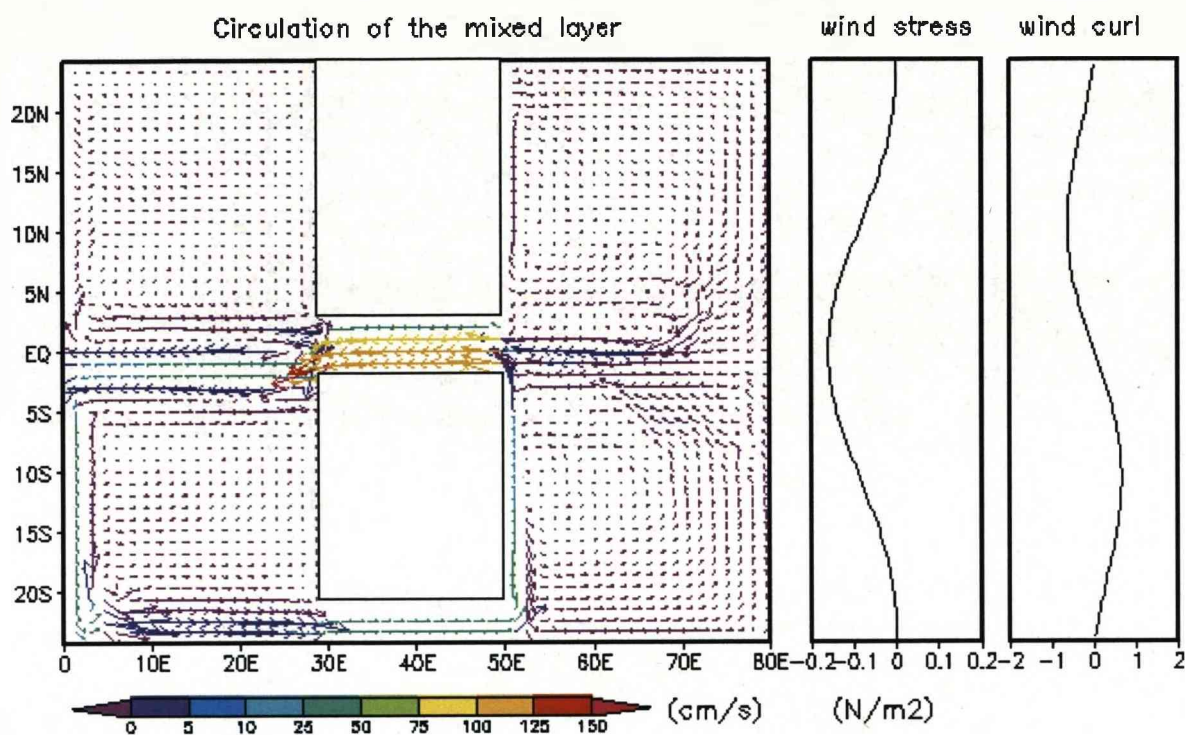 Circulation of the mixed layer wind stress wind curl
20N
15N
10N
5N
EQ
5S
10S
15S
20S
0 10E 20E 30E 40E 50E 60E 70E 80E -0.2 -0.1 0 0.1 0.2 -2 -1 0 1 2
0 5 10 25 50 75 100 125 150 (cm/s) (N/m2)